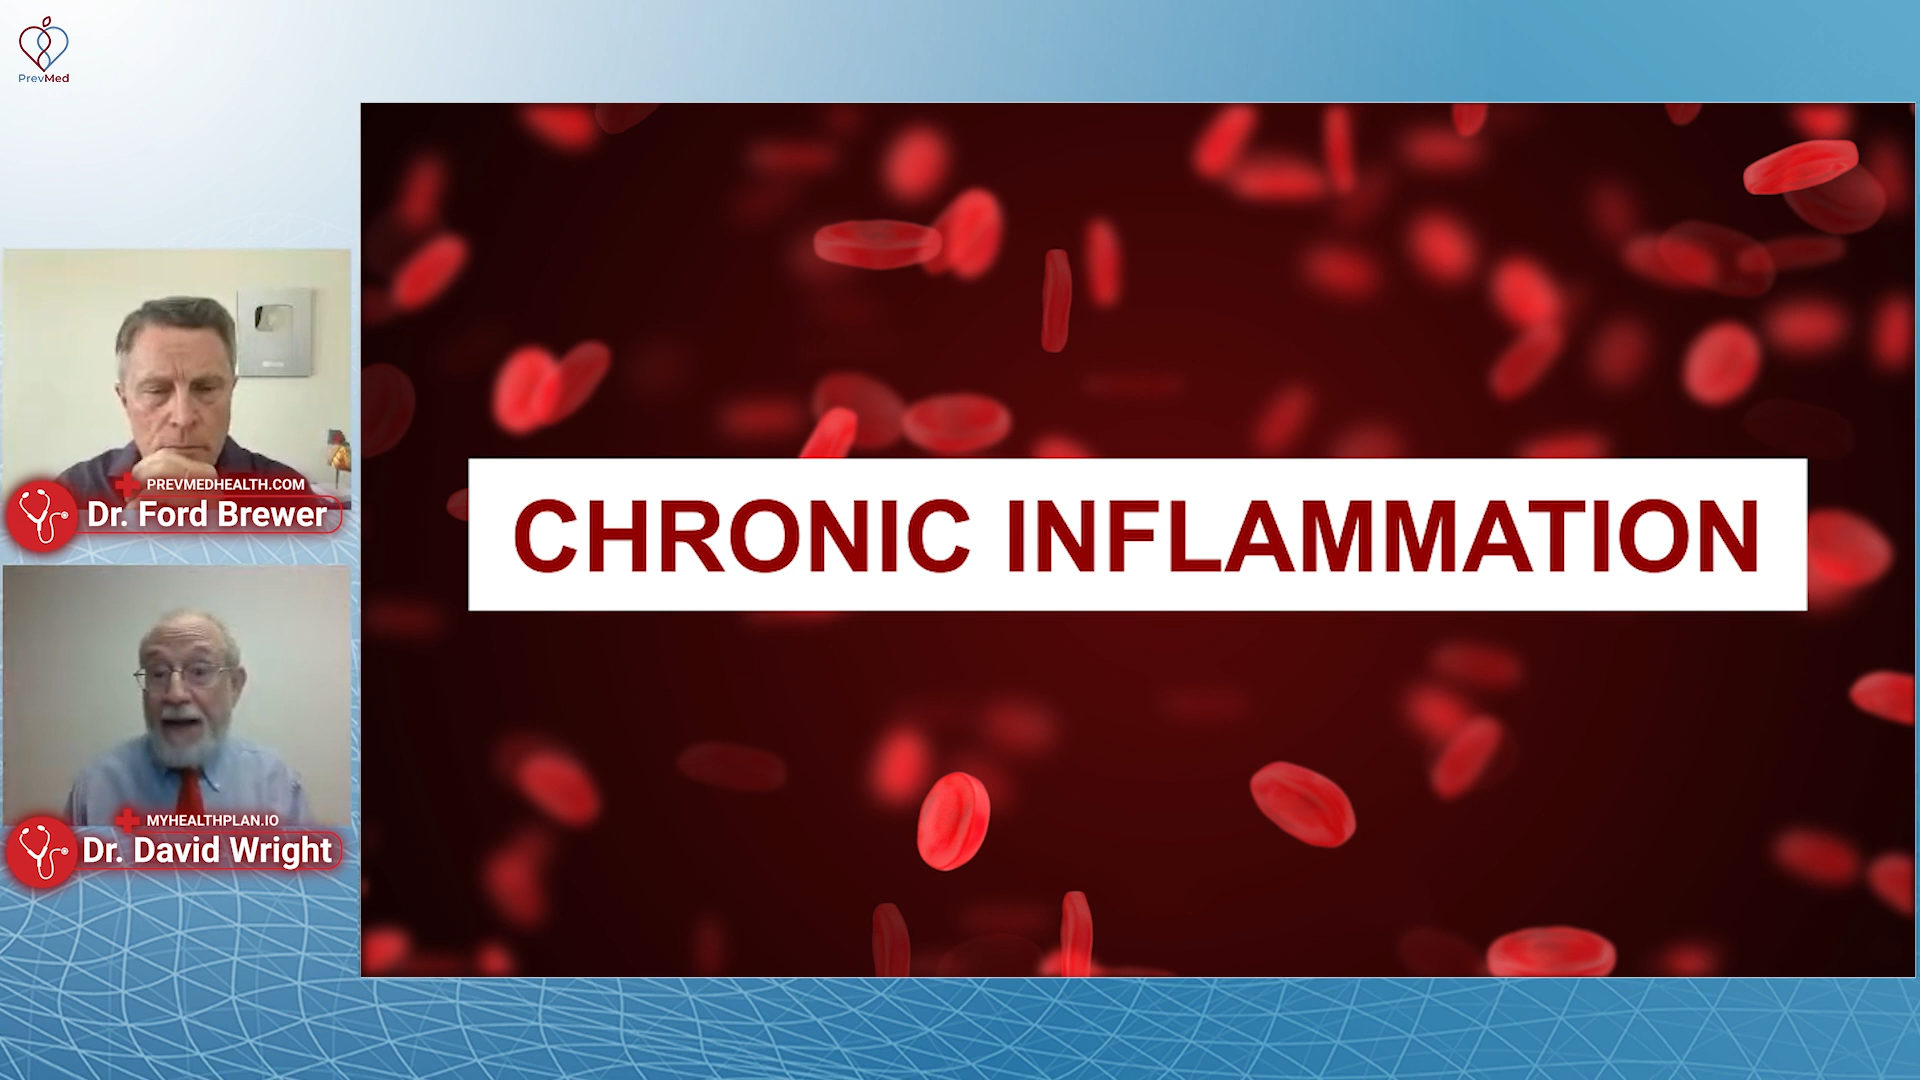 PrevMed
PREVMEDHEALTH.COM
Dr. Ford Brewer
MYHEALTHPLAN.IO
Dr. David Wright
CHRONIC INFLAMMATION